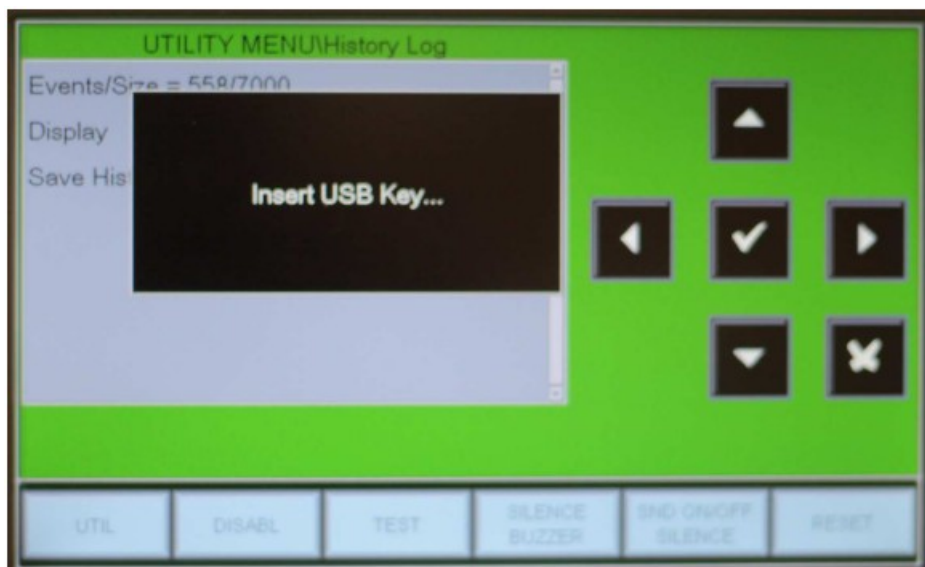 UTILITY MENU\History Log
Events/Size = 558/7000
Display
Save His
Insert USB Key...
UTIL
DISABL
TEST
SILENCE
BUZZER
SND ON/OFF
SILENCE
RESET